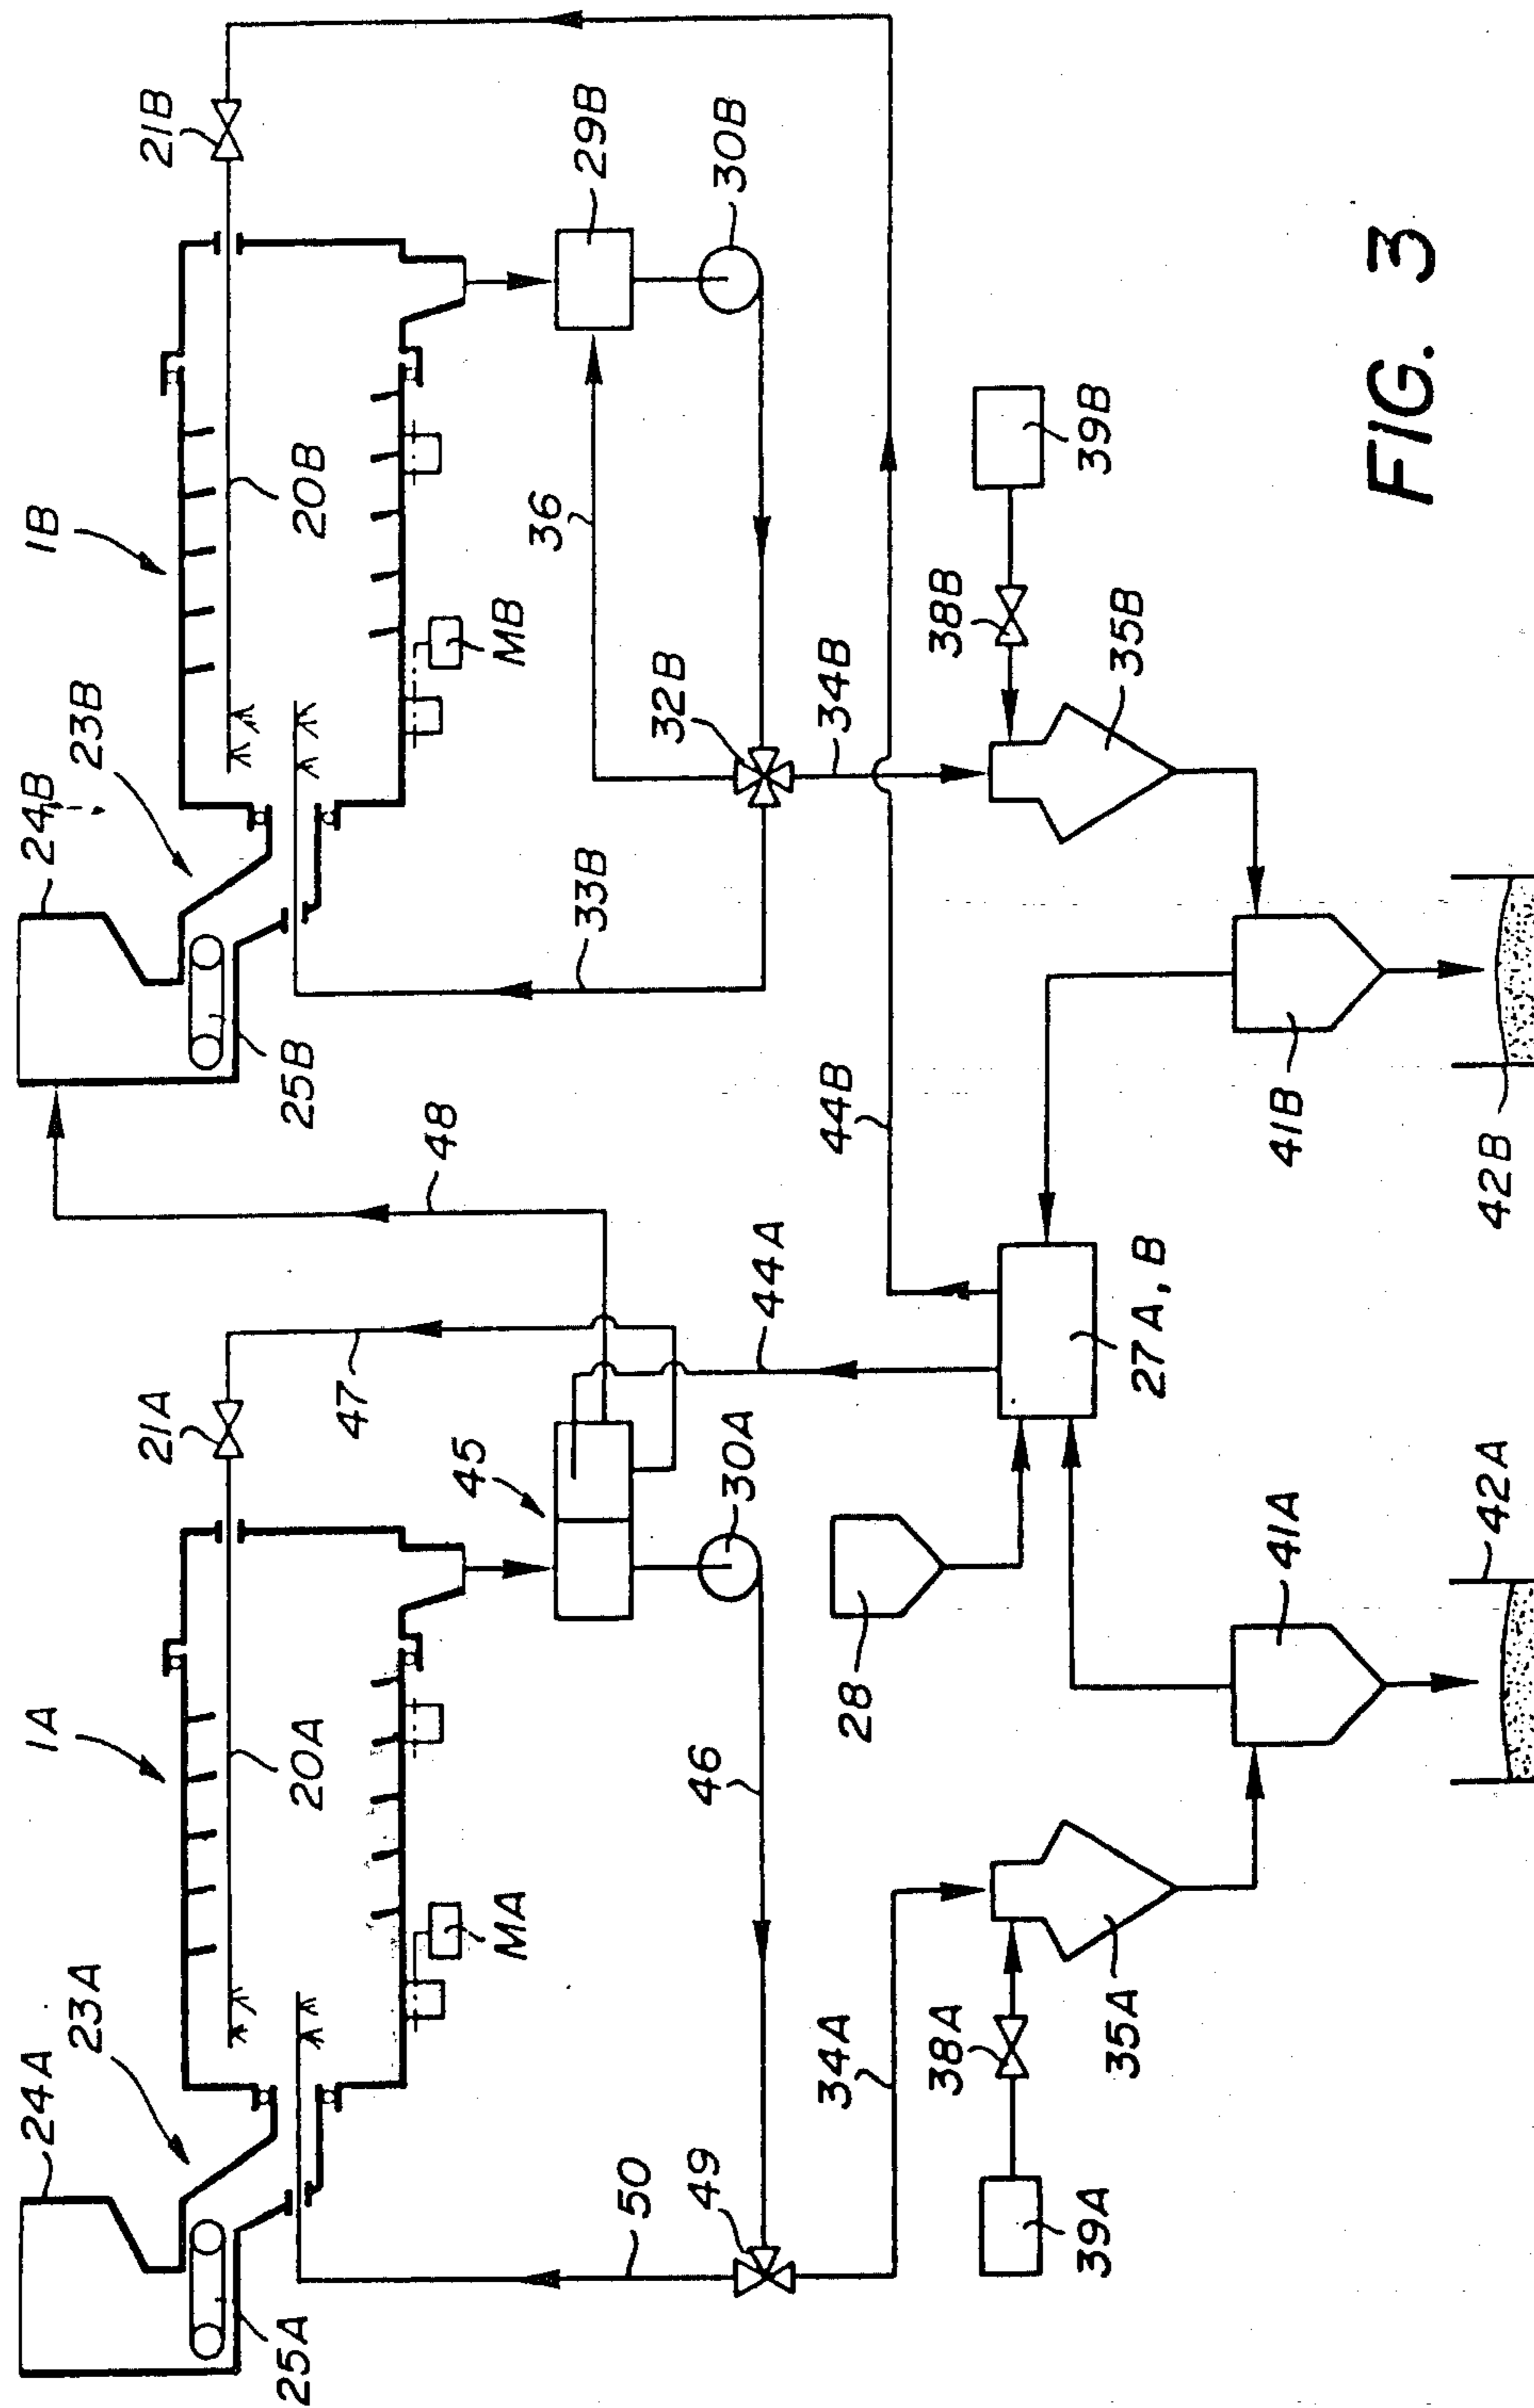 24A
23A
1A
21A
47
48
24B
23B
1B
21B
25A
20A
45
25B
20B
MA
MB
29B
30A
30B
50
49
46
44A
33B
32B
36
34A
28
44B
34B
38A
38B
39A
35A
27A, B
35B
39B
41A
41B
42A
42B
FIG. 3